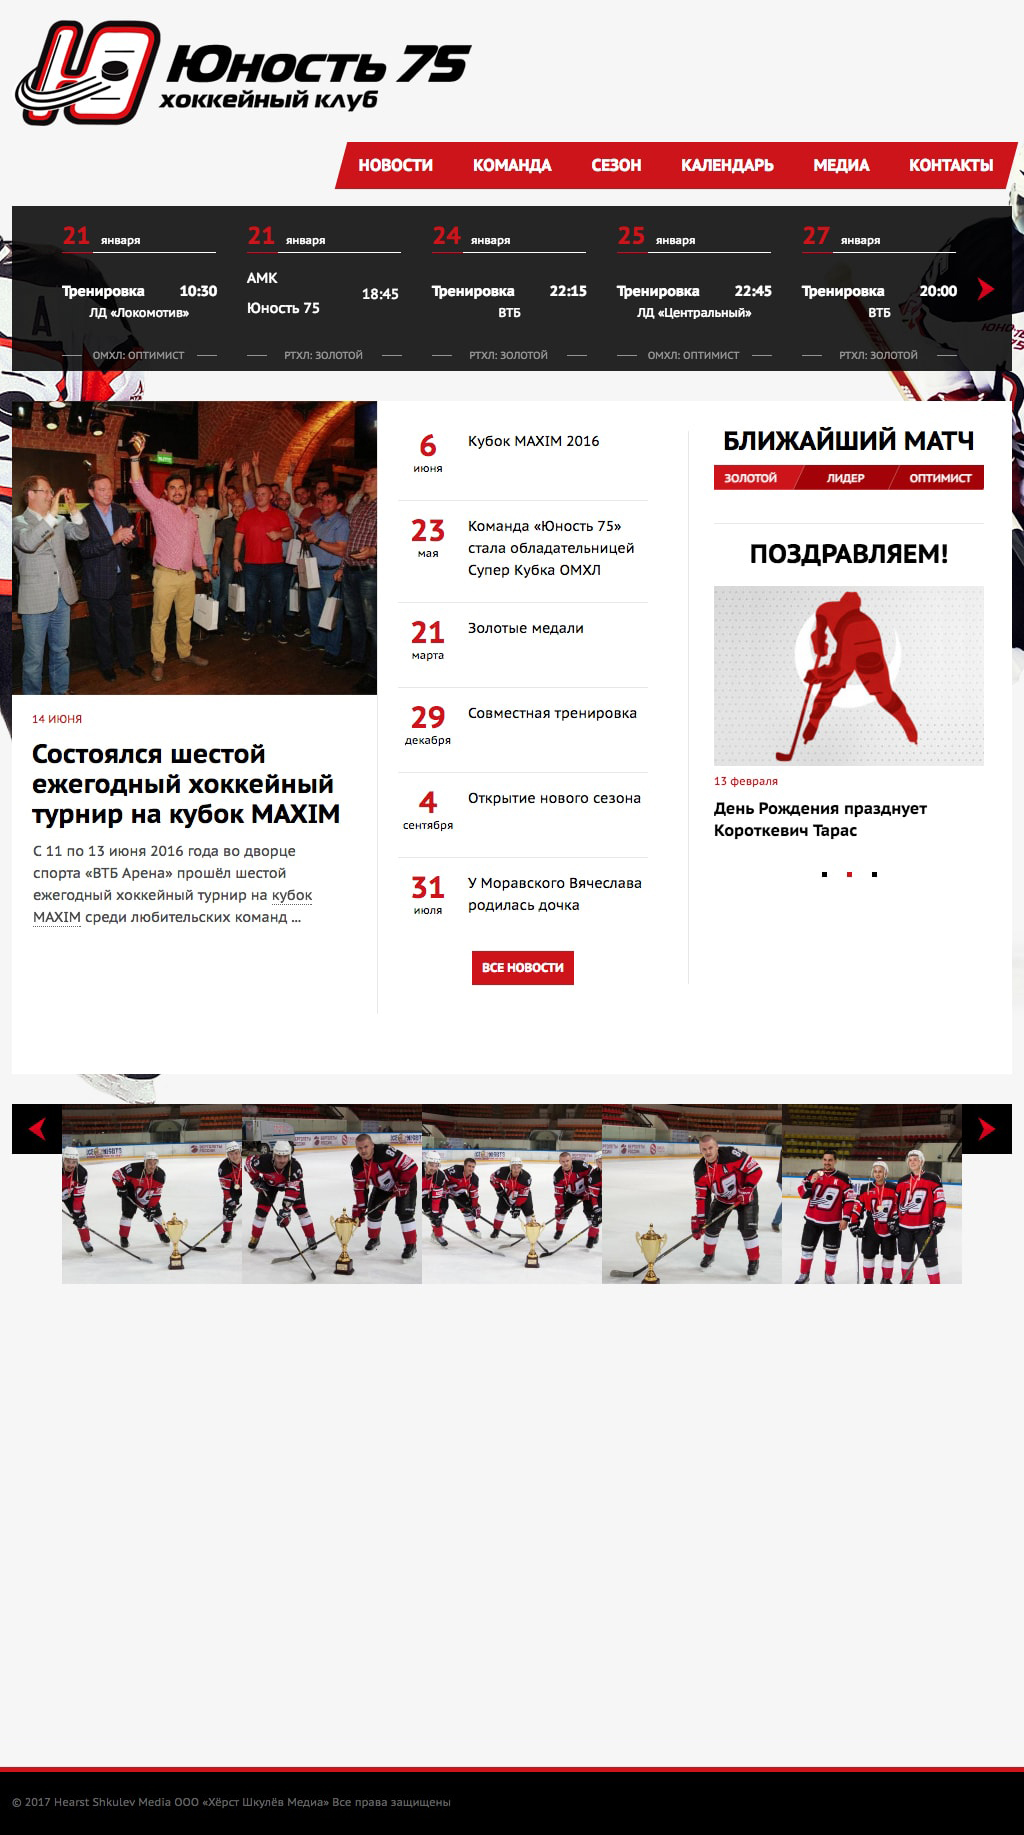 Юность 75
хоккейный клуб
НОВОСТИ КОМАНДА СЕЗОН КАЛЕНДАРЬ МЕДИА КОНТАКТЫ
21 января
Тренировка 10:30
ЛД «Локомотив»
ОМХЛ: ОПТИМИСТ
21 января
АМК
Юность 75
18:45
РТХЛ: ЗОЛОТОЙ
24 января
Тренировка 22:15
ВТБ
РТХЛ: ЗОЛОТОЙ
25 января
Тренировка 22:45
ЛД «Центральный»
ОМХЛ: ОПТИМИСТ
27 января
Тренировка 20:00
ВТБ
РТХЛ: ЗОЛОТОЙ
14 ИЮНЯ
Состоялся шестой
ежегодный хоккейный
турнир на кубок MAXIM
С 11 по 13 июня 2016 года во дворце
спорта «ВТБ Арена» прошёл шестой
ежегодный хоккейный турнир на кубок
MAXIM среди любительских команд ...
6
июня
Кубок MAXIM 2016
23
мая
Команда «Юность 75»
стала обладательницей
Супер Кубка ОМХЛ
21
марта
Золотые медали
29
декабря
Совместная тренировка
4
сентября
Открытие нового сезона
31
июля
У Моравского Вячеслава
родилась дочка
ВСЕ НОВОСТИ
БЛИЖАЙШИЙ МАТЧ
ЗОЛОТОЙ ЛИДЕР ОПТИМИСТ
ПОЗДРАВЛЯЕМ!
13 февраля
День Рождения празднует
Короткевич Тарас
© 2017 Hearst Shkulev Media ООО «Хёрст Шкулёв Медиа» Все права защищены